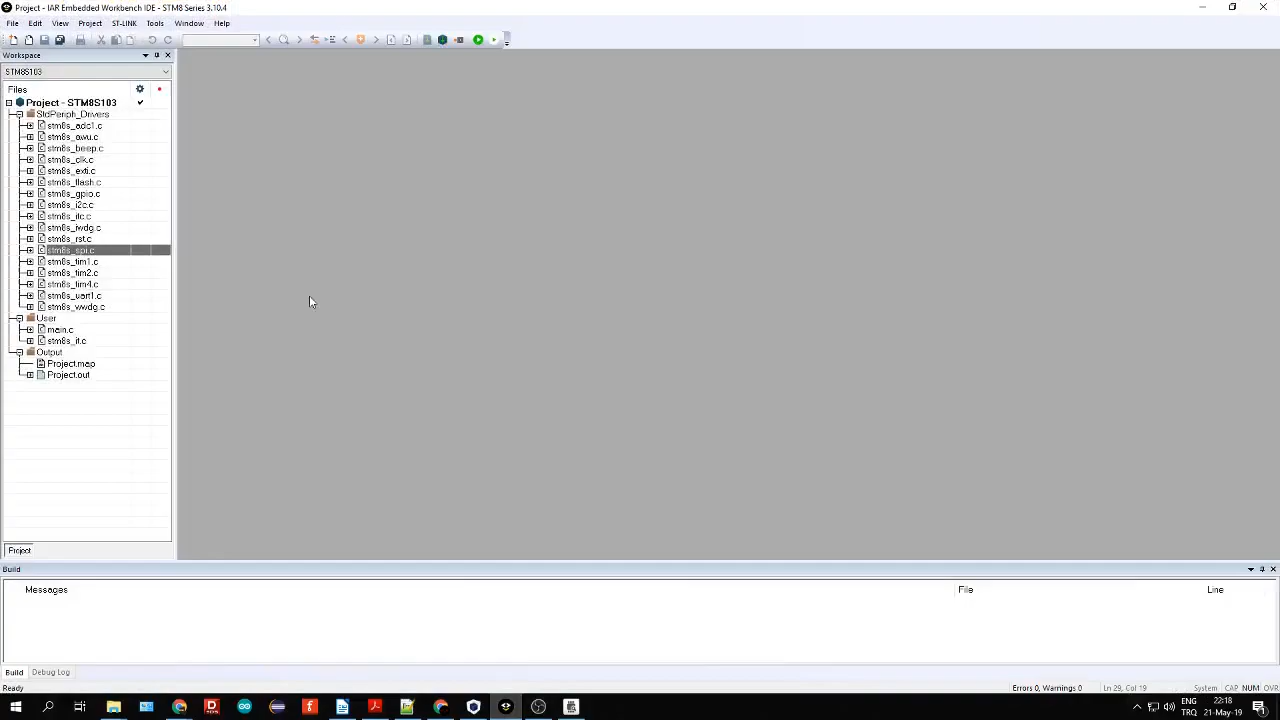 Project - IAR Embedded Workbench IDE - STM8 Series 3.10.4
File Edit View Project ST-LINK Tools Window Help
Workspace
STM8S103
Files
Project - STM8S103
StdPeriph_Drivers
stm8s_adc1.c
stm8s_awu.c
stm8s_beep.c
stm8s_clk.c
stm8s_exti.c
stm8s_flash.c
stm8s_gpio.c
stm8s_i2c.c
stm8s_itc.c
stm8s_iwdg.c
stm8s_rst.c
stm8s_spi.c
stm8s_tim1.c
stm8s_tim2.c
stm8s_tim4.c
stm8s_uart1.c
stm8s_wwdg.c
User
main.c
stm8s_it.c
Output
Project.map
Project.out
Project
Build
Messages File Line
Build Debug Log
Ready Errors 0, Warnings 0 Ln 29, Col 19 System CAP NUM OVR
ENG 22:18
TRQ 21-May-19